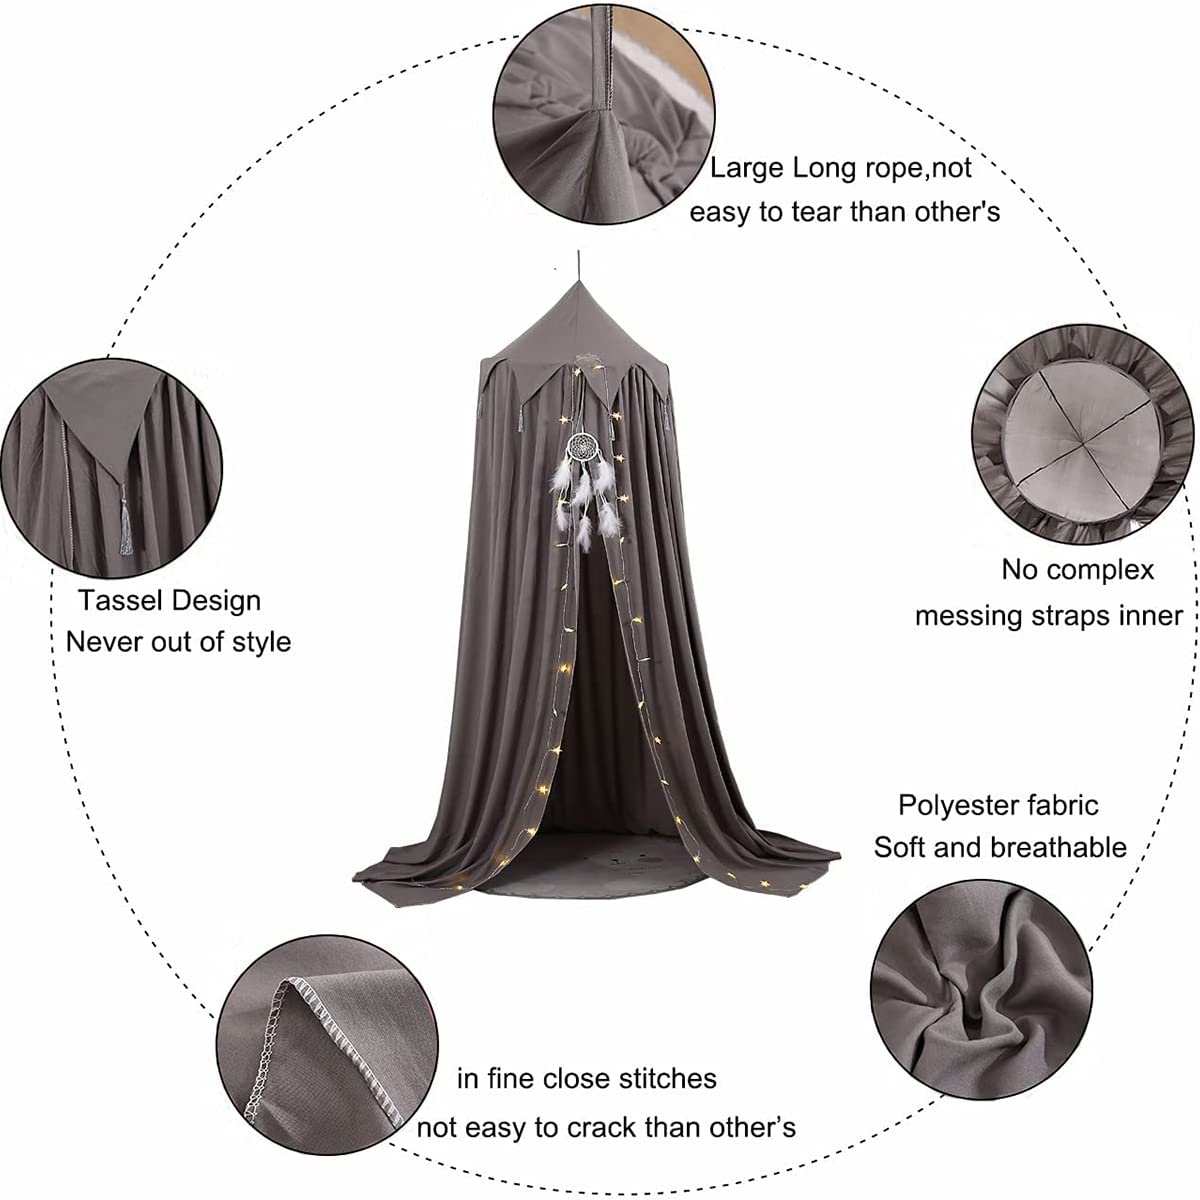 Large Long rope,not
easy to tear than other's
No complex
messing straps inner
Tassel Design
Never out of style
Polyester fabric
Soft and breathable
in fine close stitches
not easy to crack than other’s